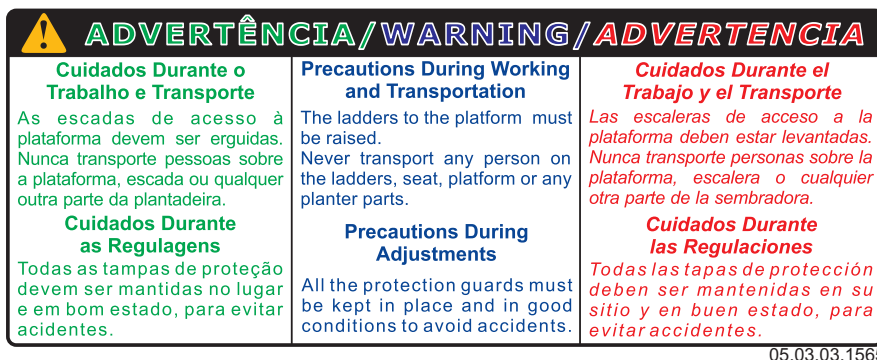 ADVERTÊNCIA/WARNING/ADVERTENCIA
Cuidados Durante o
Trabalho e Transporte
As escadas de acesso à
plataforma devem ser erguidas.
Nunca transporte pessoas sobre
a plataforma, escada ou qualquer
outra parte da plantadeira.
Cuidados Durante
as Regulagens
Todas as tampas de proteção
devem ser mantidas no lugar
e em bom estado, para evitar
acidentes.
Precautions During Working
and Transportation
The ladders to the platform must
be raised.
Never transport any person on
the ladders, seat, platform or any
planter parts.
Precautions During
Adjustments
All the protection guards must
be kept in place and in good
conditions to avoid accidents.
Cuidados Durante el
Trabajo y el Transporte
Las escaleras de acceso a la
plataforma deben estar levantadas.
Nunca transporte personas sobre la
plataforma, escalera o cualquier
otra parte de la sembradora.
Cuidados Durante
las Regulaciones
Todas las tapas de protección
deben ser mantenidas en su
sitio y en buen estado, para
evitar accidentes.